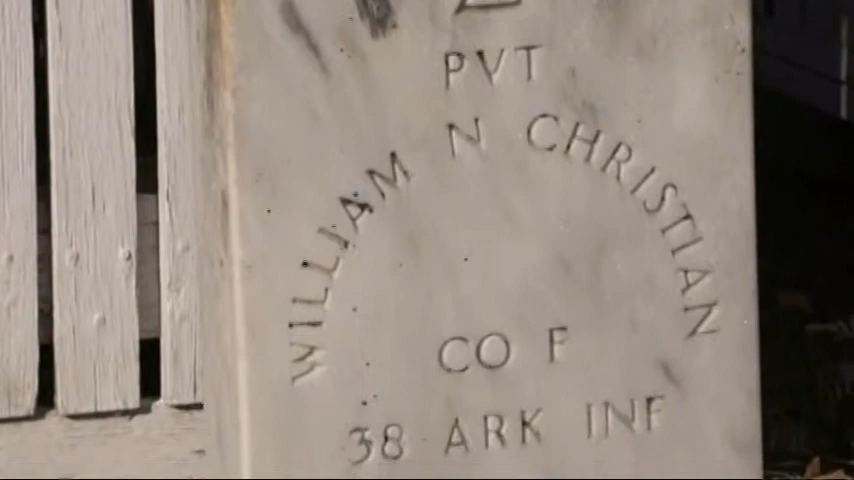 PVT
WILLIAM N CHRISTIAN
CO F
38 ARK INF